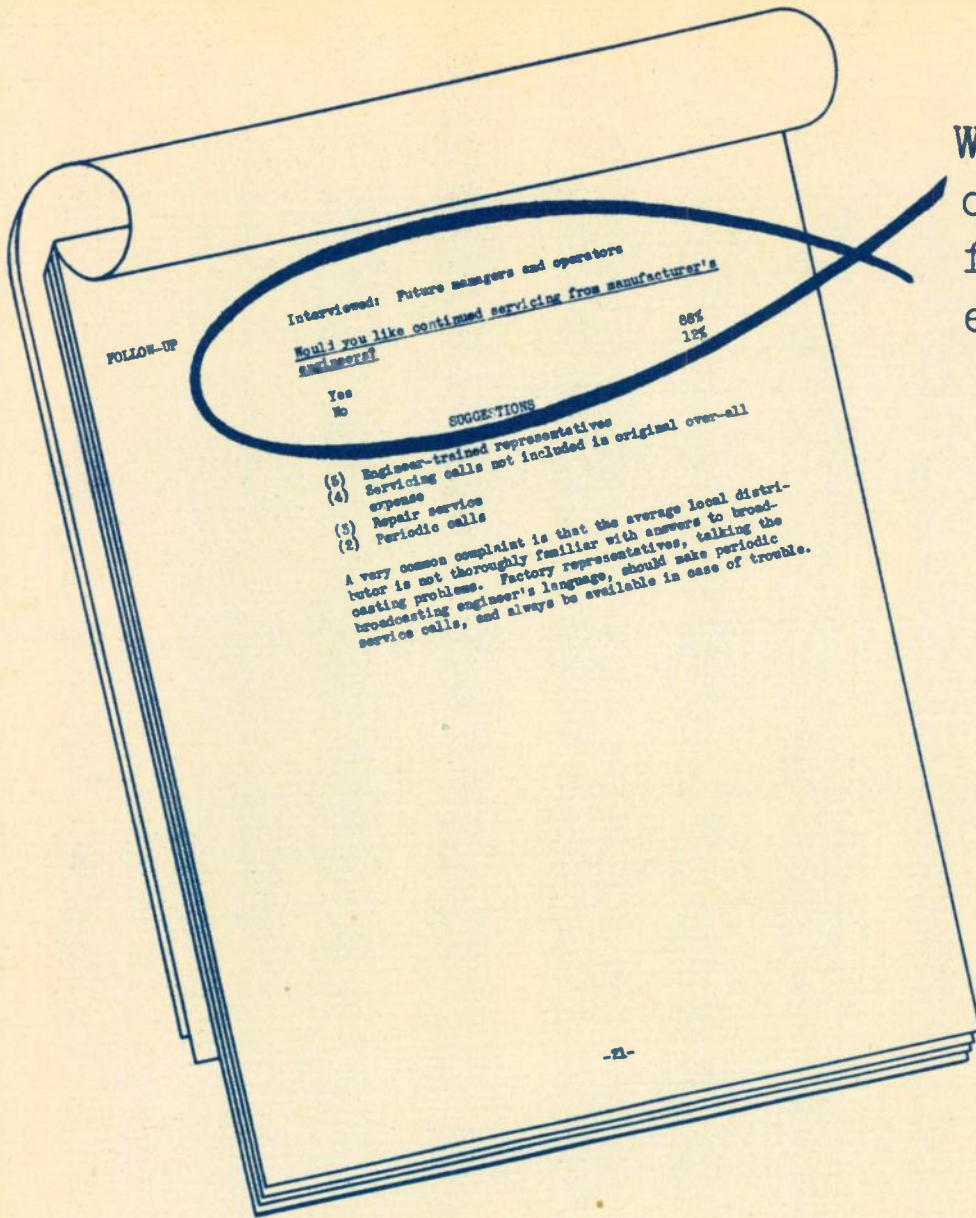 W
o
f
e
FOLLOW-UP
Interviewed: Future managers and operators
Would you like continued servicing from manufacturer's
engineers?
Yes 88%
No 12%
SUGGESTIONS
(5) Engineer-trained representatives
(4) Servicing calls not included in original over-all
expense
(3) Repair service
(2) Periodic calls
A very common complaint is that the average local distri-
butor is not thoroughly familiar with answers to broad-
casting problems. Factory representatives, talking the
broadcasting engineer's language, should make periodic
service calls, and always be available in case of trouble.
-21-